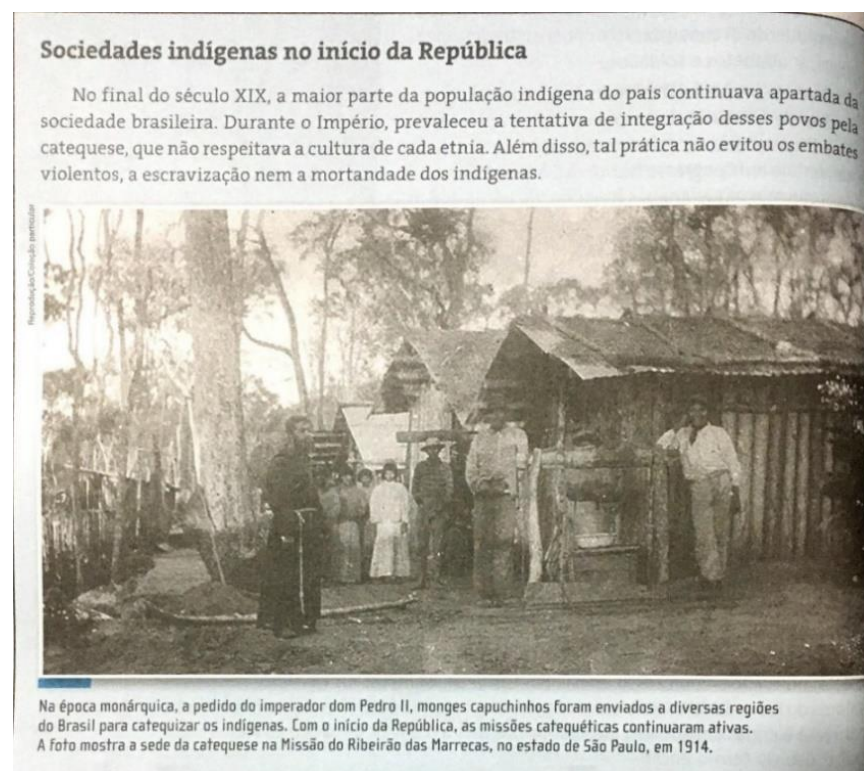 Sociedades indígenas no início da República
No final do século XIX, a maior parte da população indígena do país continuava apartada da
sociedade brasileira. Durante o Império, prevaleceu a tentativa de integração desses povos pela
catequese, que não respeitava a cultura de cada etnia. Além disso, tal prática não evitou os embates
violentos, a escravização nem a mortandade dos indígenas.
Reprodução/Coleção particular
Na época monárquica, a pedido do imperador dom Pedro II, monges capuchinhos foram enviados a diversas regiões
do Brasil para catequizar os indígenas. Com o início da República, as missões catequéticas continuaram ativas.
A foto mostra a sede da catequese na Missão do Ribeirão das Marrecas, no estado de São Paulo, em 1914.